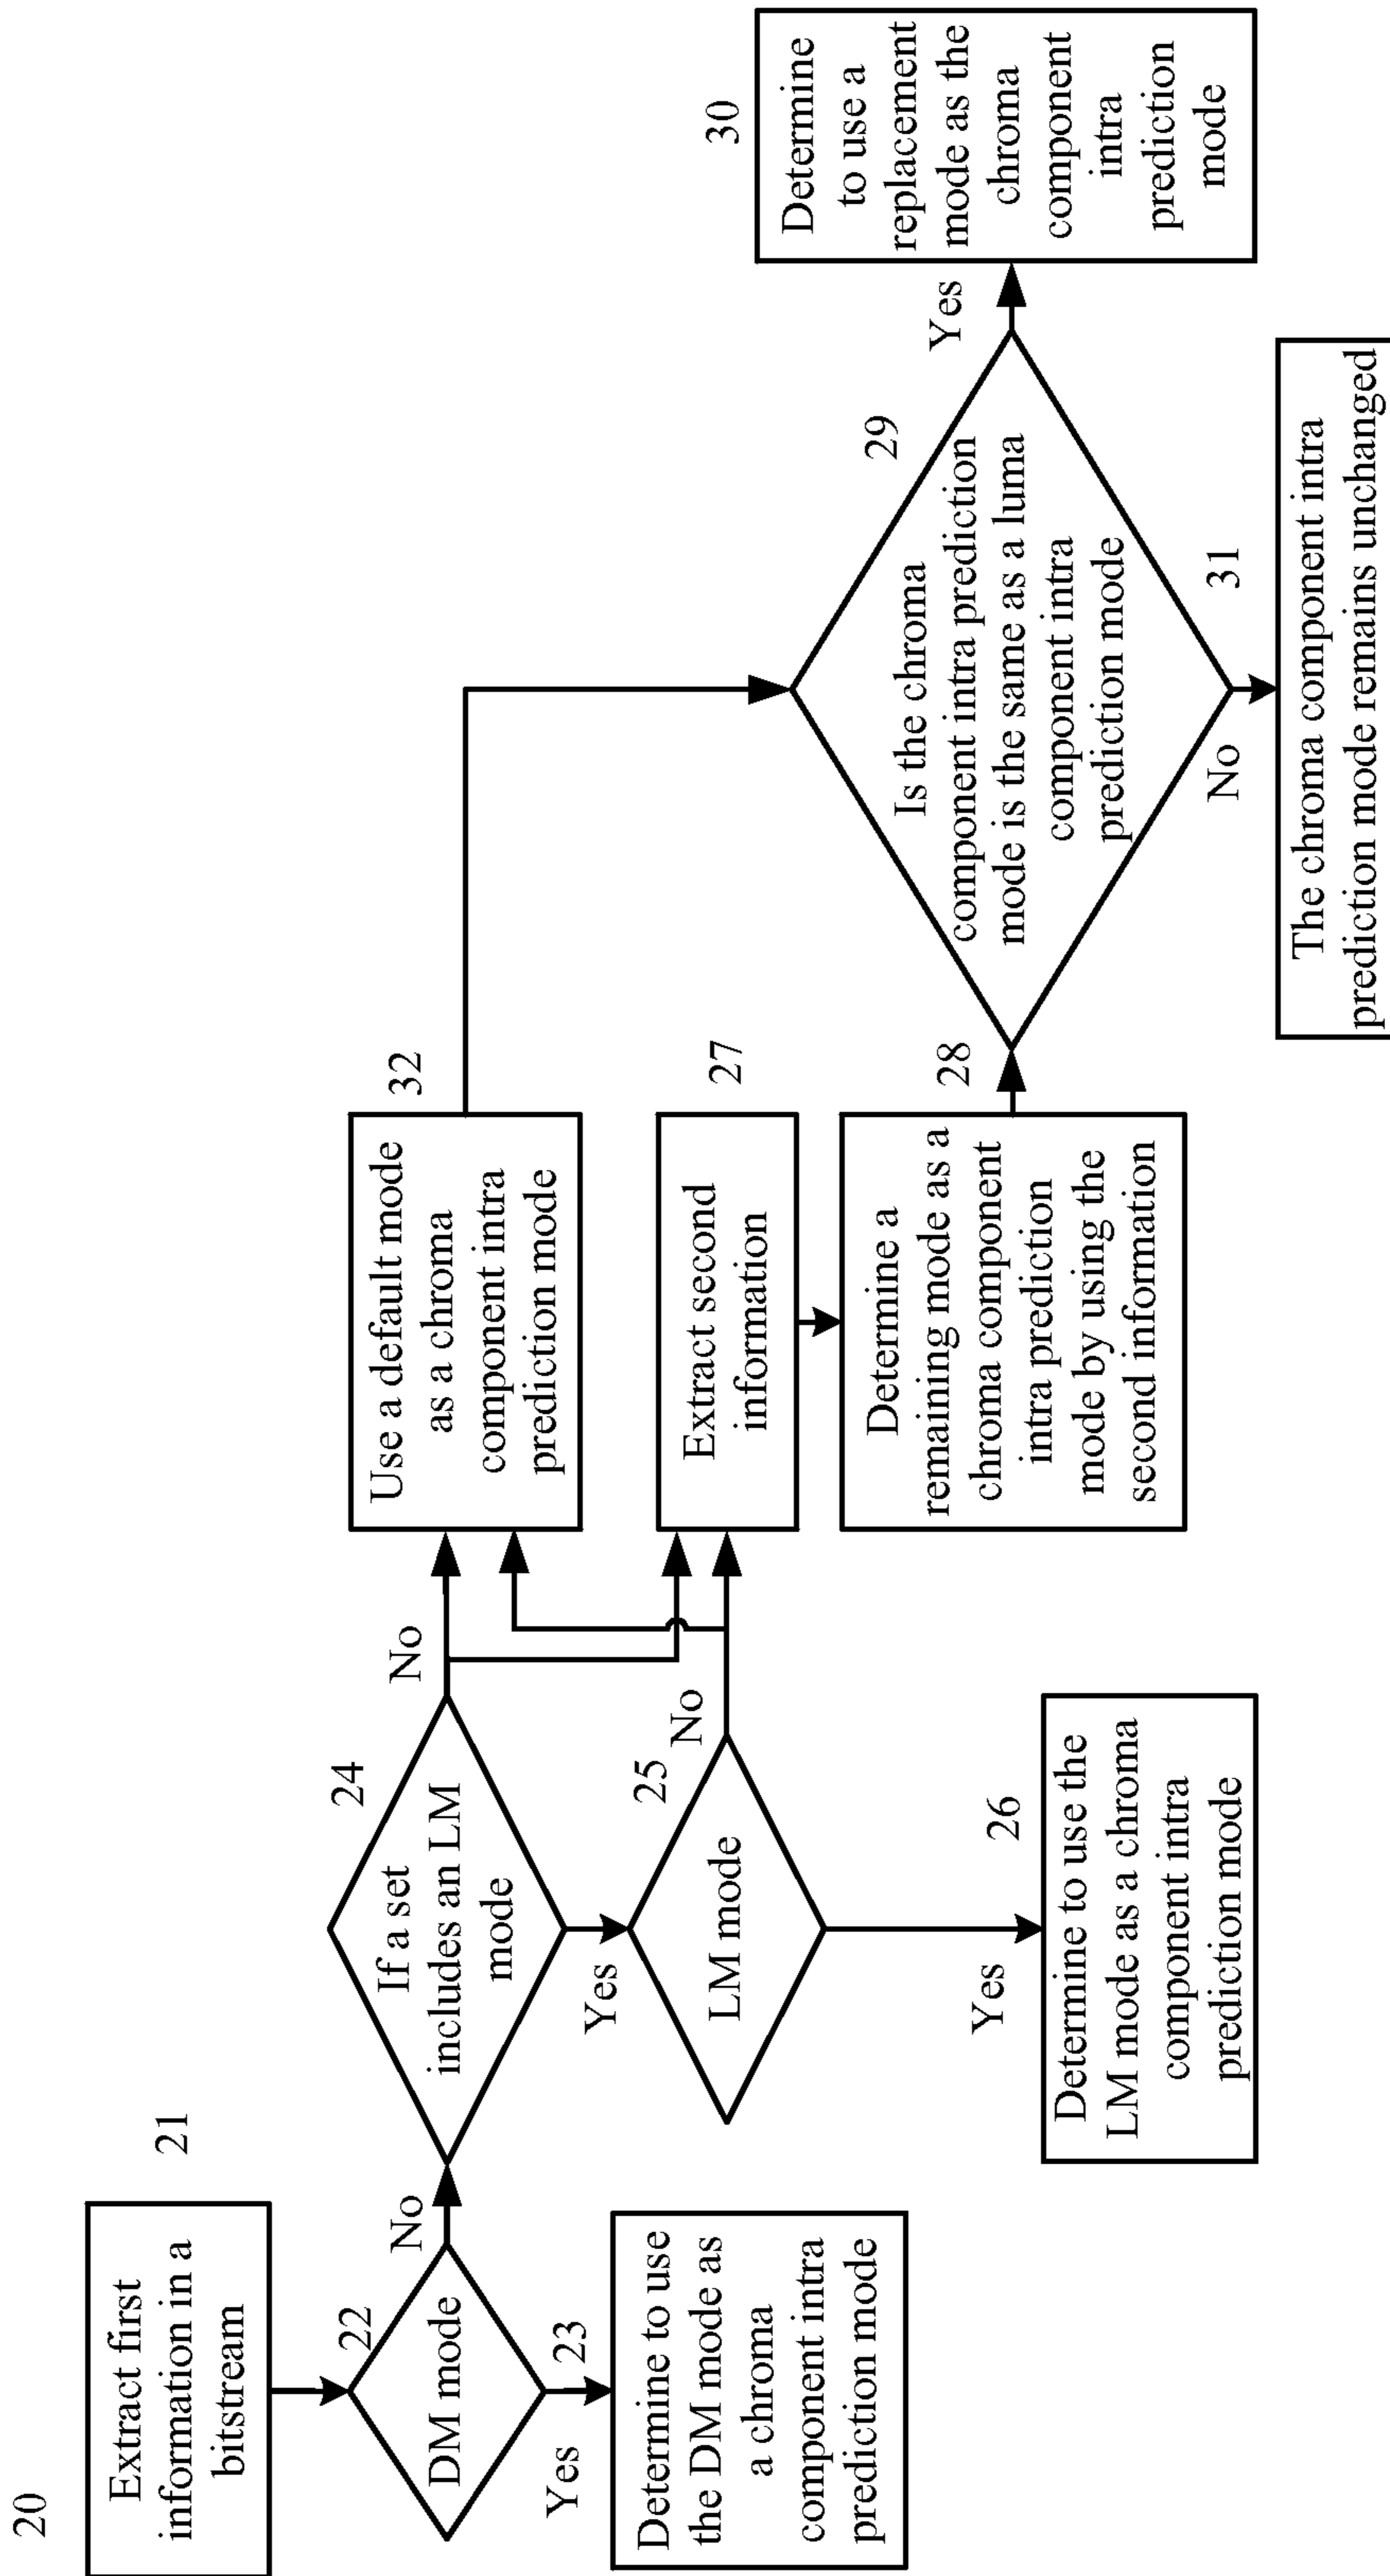 20
Extract first
information in a
bitstream
21
22
DM mode
No
Yes
23
Determine to use
the DM mode as
a chroma
component intra
prediction mode
24
If a set
includes an LM
mode
No
Yes
25
LM mode
No
Yes
26
Determine to use the
LM mode as a chroma
component intra
prediction mode
32
Use a default mode
as a chroma
component intra
prediction mode
27
Extract second
information
28
Determine a
remaining mode as a
chroma component
intra prediction
mode by using the
second information
29
Is the chroma
component intra prediction
mode is the same as a luma
component intra
prediction mode
Yes
No
30
Determine
to use a
replacement
mode as the
chroma
component
intra
prediction
mode
31
The chroma component intra
prediction mode remains unchanged